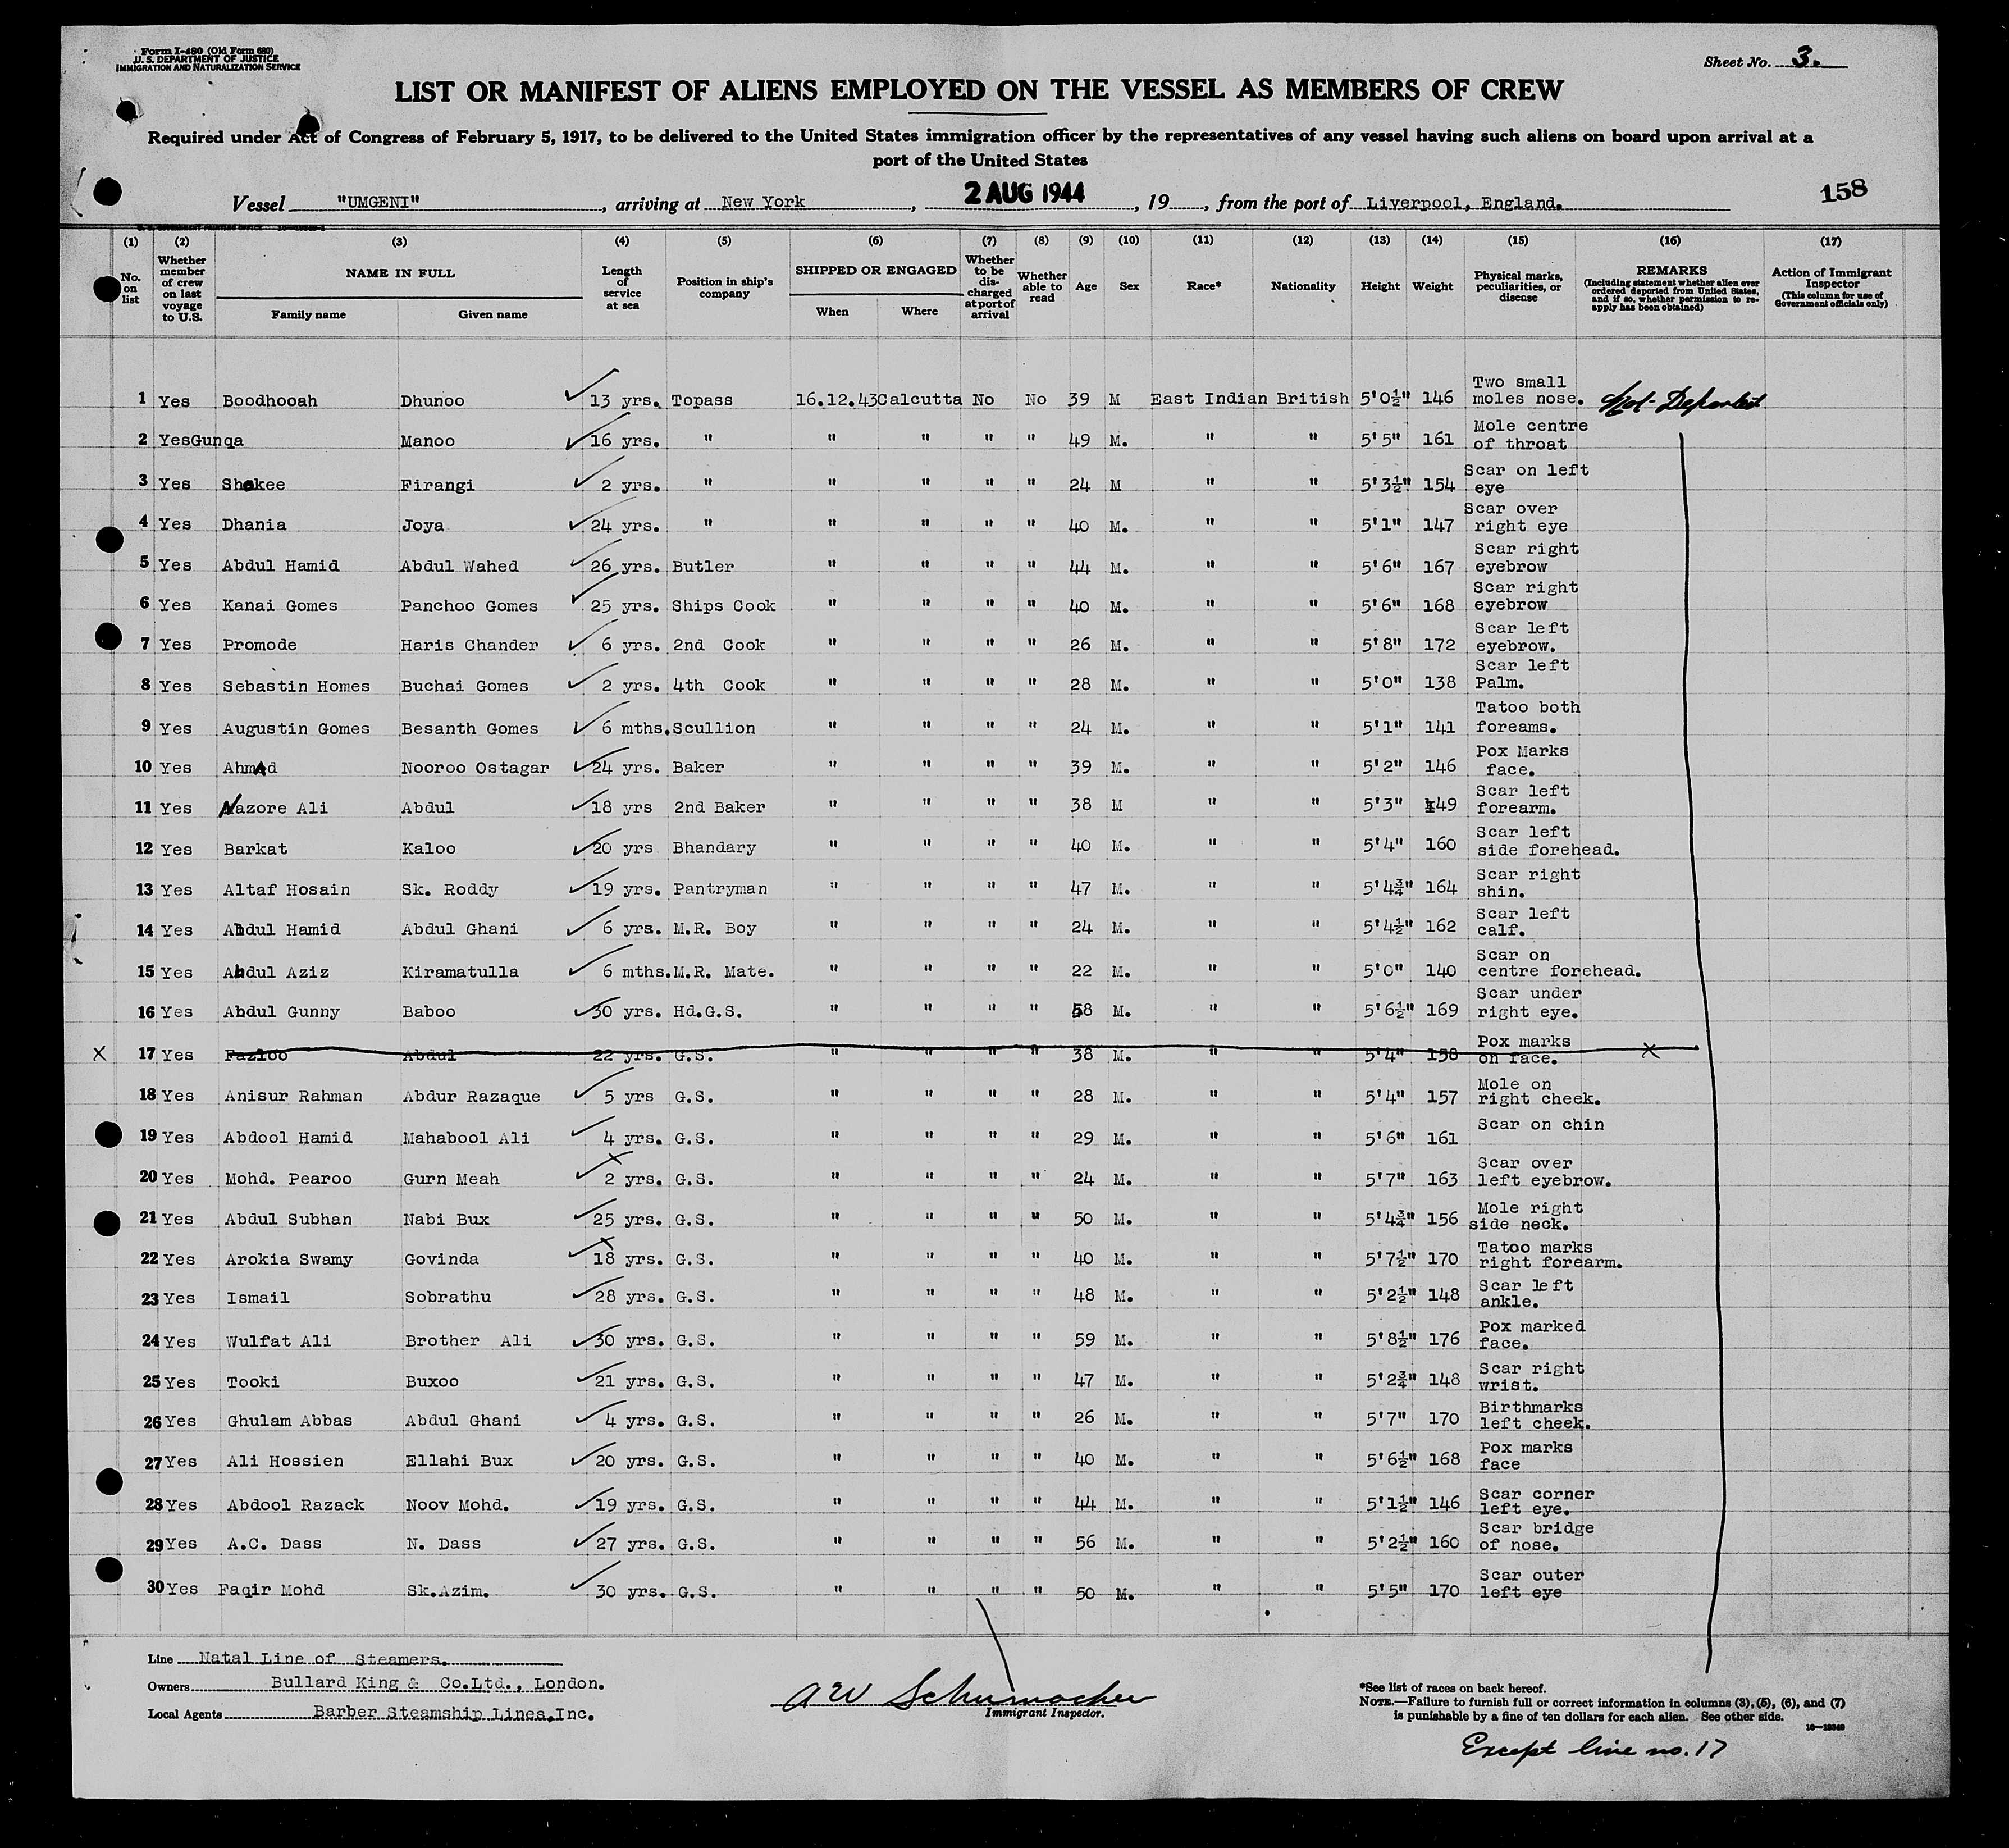 Form I-480 (Old Form 680)
U. S. DEPARTMENT OF JUSTICE
IMMIGRATION AND NATURALIZATION SERVICE
Sheet No. 3.
LIST OR MANIFEST OF ALIENS EMPLOYED ON THE VESSEL AS MEMBERS OF CREW
Required under Act of Congress of February 5, 1917, to be delivered to the United States immigration officer by the representatives of any vessel having such aliens on board upon arrival at a
port of the United States
Vessel "UMGENI", arriving at New York, 2 AUG 1944, 19, from the port of Liverpool, England.
158
(1) (2) (3) (4) (5) (6) (7) (8) (9) (10) (11) (12) (13) (14) (15) (16) (17)
No. on list
Whether member of crew on last voyage to U.S.
NAME IN FULL
Family name Given name
Length of service at sea
Position in ship's company
SHIPPED OR ENGAGED
When Where
Whether to be discharged at port of arrival
Whether able to read
Age Sex Race* Nationality Height Weight
Physical marks, peculiarities, or disease
REMARKS
(Including statement whether alien ever ordered deported from United States, and if so, whether permission to re-apply has been obtained)
Action of Immigrant Inspector
(This column for use of Government officials only)
1 Yes Boodhooah Dhunoo 13 yrs. Topass 16.12.43 Calcutta No No 39 M East Indian British 5'0½" 146 Two small moles nose. Not Deported
2 Yes Gunqa Manoo 16 yrs. " " " " " 49 M. " " 5'5" 161 Mole centre of throat
3 Yes Shakee Firangi 2 yrs. " " " " " 24 M " " 5'3½" 154 Scar on left eye
4 Yes Dhania Joya 24 yrs. " " " " " 40 M. " " 5'1" 147 Scar over right eye
5 Yes Abdul Hamid Abdul Wahed 26 yrs. Butler " " " " 44 M. " " 5'6" 167 Scar right eyebrow
6 Yes Kanai Gomes Panchoo Gomes 25 yrs. Ships Cook " " " " 40 M. " " 5'6" 168 Scar right eyebrow
7 Yes Promode Haris Chander 6 yrs. 2nd Cook " " " " 26 M. " " 5'8" 172 Scar left eyebrow.
8 Yes Sebastin Homes Buchai Gomes 2 yrs. 4th Cook " " " " 28 M. " " 5'0" 138 Scar left Palm.
9 Yes Augustin Gomes Besanth Gomes 6 mths. Scullion " " " " 24 M. " " 5'1" 141 Tatoo both foreams.
10 Yes Ahmad Nooroo Ostagar 24 yrs. Baker " " " " 39 M. " " 5'2" 146 Pox Marks face.
11 Yes Nazore Ali Abdul 18 yrs 2nd Baker " " " " 38 M " " 5'3" 149 Scar left forearm.
12 Yes Barkat Kaloo 20 yrs Bhandary " " " " 40 M. " " 5'4" 160 Scar left side forehead.
13 Yes Altaf Hosain Sk. Roddy 19 yrs. Pantryman " " " " 47 M. " " 5'4¾" 164 Scar right shin.
14 Yes Abdul Hamid Abdul Ghani 6 yrs. M.R. Boy " " " " 24 M. " " 5'4½" 162 Scar left calf.
15 Yes Abdul Aziz Kiramatulla 6 mths. M.R. Mate. " " " " 22 M. " " 5'0" 140 Scar on centre forehead.
16 Yes Abdul Gunny Baboo 30 yrs. Hd.G.S. " " " " 58 M. " " 5'6½" 169 Scar under right eye.
X 17 Yes Fazloo Abdul 22 yrs. G.S. " " " " 38 M. " " 5'4" 158 Pox marks on face. X
18 Yes Anisur Rahman Abdur Razaque 5 yrs G.S. " " " " 28 M. " " 5'4" 157 Mole on right cheek.
19 Yes Abdool Hamid Mahabool Ali 4 yrs. G.S. " " " " 29 M. " " 5'6" 161 Scar on chin
20 Yes Mohd. Pearoo Gurn Meah 2 yrs. G.S. " " " " 24 M. " " 5'7" 163 Scar over left eyebrow.
21 Yes Abdul Subhan Nabi Bux 25 yrs. G.S. " " " " 50 M. " " 5'4¾" 156 Mole right side neck.
22 Yes Arokia Swamy Govinda 18 yrs. G.S. " " " " 40 M. " " 5'7½" 170 Tatoo marks right forearm.
23 Yes Ismail Sobrathu 28 yrs. G.S. " " " " 48 M. " " 5'2½" 148 Scar left ankle.
24 Yes Wulfat Ali Brother Ali 30 yrs. G.S. " " " " 59 M. " " 5'8½" 176 Pox marked face.
25 Yes Tooki Buxoo 21 yrs. G.S. " " " " 47 M. " " 5'2¾" 148 Scar right wrist.
26 Yes Ghulam Abbas Abdul Ghani 4 yrs. G.S. " " " " 26 M. " " 5'7" 170 Birthmarks left cheek.
27 Yes Ali Hossien Ellahi Bux 20 yrs. G.S. " " " " 40 M. " " 5'6½" 168 Pox marks face
28 Yes Abdool Razack Noov Mohd. 19 yrs. G.S. " " " " 44 M. " " 5'1½" 146 Scar corner left eye.
29 Yes A.C. Dass N. Dass 27 yrs. G.S. " " " " 56 M. " " 5'2½" 160 Scar bridge of nose.
30 Yes Faqir Mohd Sk.Azim. 30 yrs. G.S. " " " " 50 M. " " 5'5" 170 Scar outer left eye
Line Natal Line of Steamers.
Owners Bullard King & Co.Ltd., London.
Local Agents Barber Steamship Lines,Inc.
A W Schumacher
Immigrant Inspector.
*See list of races on back hereof.
NOTE.—Failure to furnish full or correct information in columns (3), (5), (6), and (7)
is punishable by a fine of ten dollars for each alien. See other side.
Except line no. 17